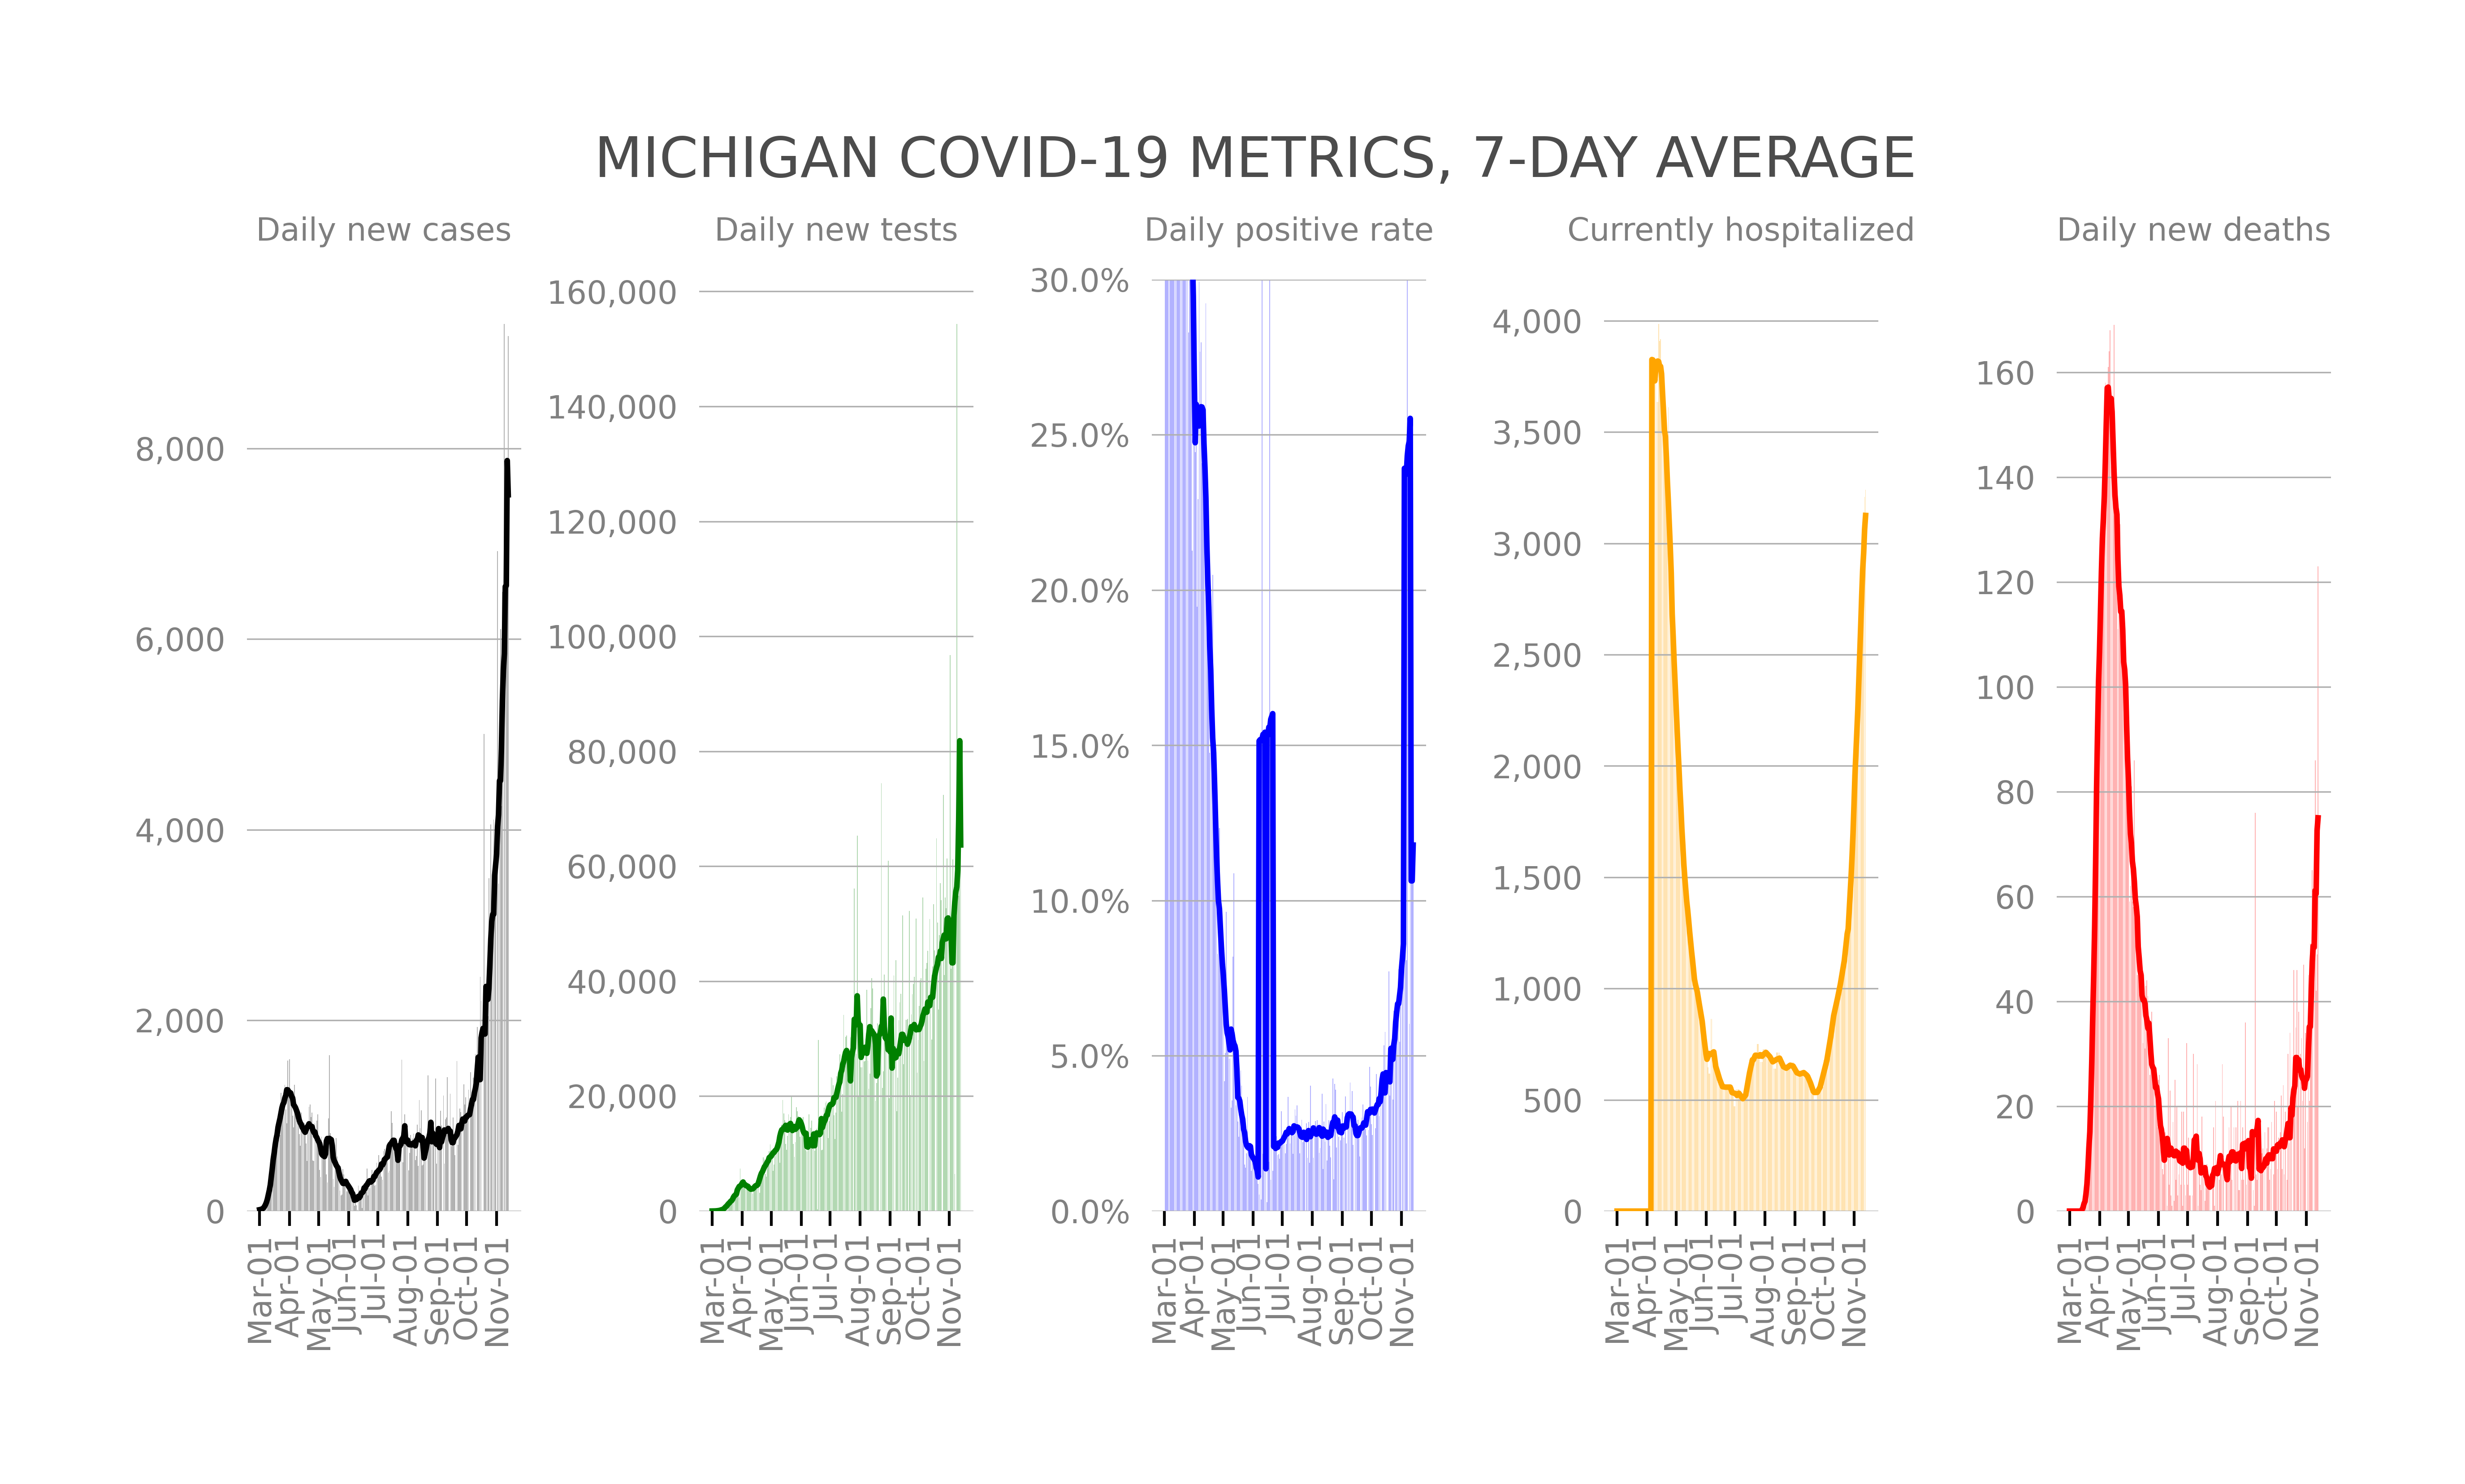 MICHIGAN COVID-19 METRICS, 7-DAY AVERAGE
Daily new cases
8,000
6,000
4,000
2,000
0
Mar-01
Apr-01
May-01
Jun-01
Jul-01
Aug-01
Sep-01
Oct-01
Nov-01
Daily new tests
160,000
140,000
120,000
100,000
80,000
60,000
40,000
20,000
0
Mar-01
Apr-01
May-01
Jun-01
Jul-01
Aug-01
Sep-01
Oct-01
Nov-01
Daily positive rate
30.0%
25.0%
20.0%
15.0%
10.0%
5.0%
0.0%
Mar-01
Apr-01
May-01
Jun-01
Jul-01
Aug-01
Sep-01
Oct-01
Nov-01
Currently hospitalized
4,000
3,500
3,000
2,500
2,000
1,500
1,000
500
0
Mar-01
Apr-01
May-01
Jun-01
Jul-01
Aug-01
Sep-01
Oct-01
Nov-01
Daily new deaths
160
140
120
100
80
60
40
20
0
Mar-01
Apr-01
May-01
Jun-01
Jul-01
Aug-01
Sep-01
Oct-01
Nov-01